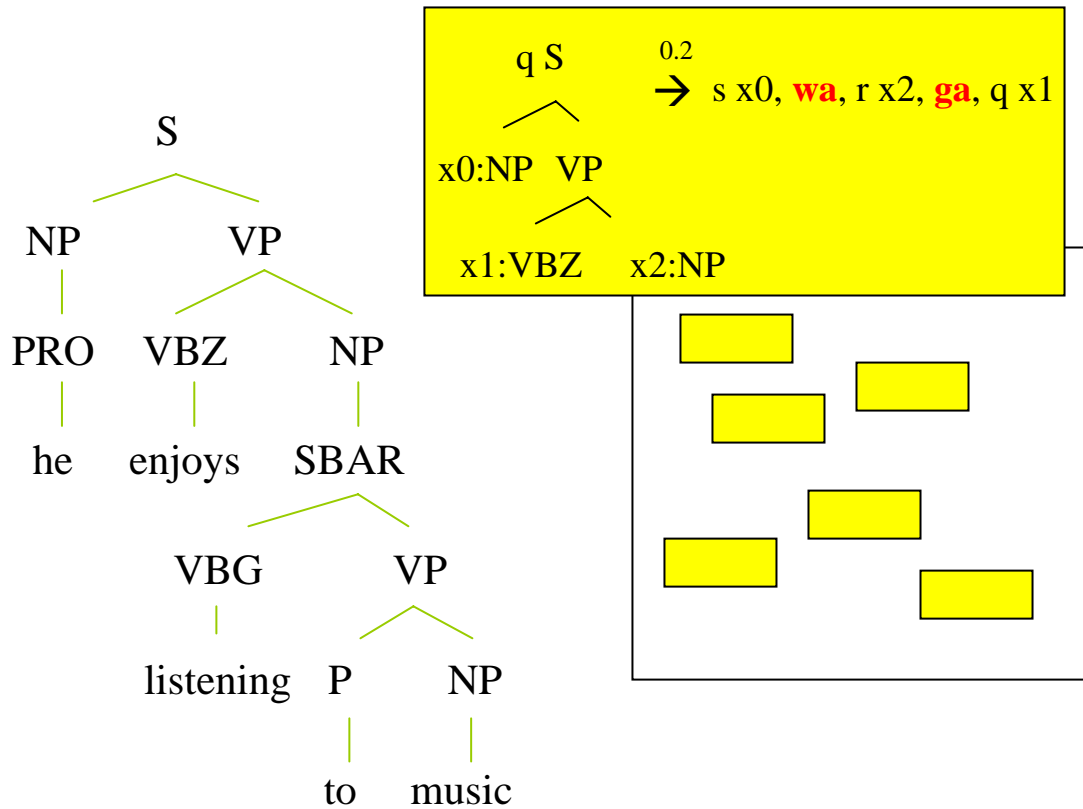 q S
0.2
→ s x0, wa, r x2, ga, q x1
x0:NP VP
x1:VBZ x2:NP
S
NP VP
PRO VBZ NP
he enjoys SBAR
VBG VP
listening P NP
to music